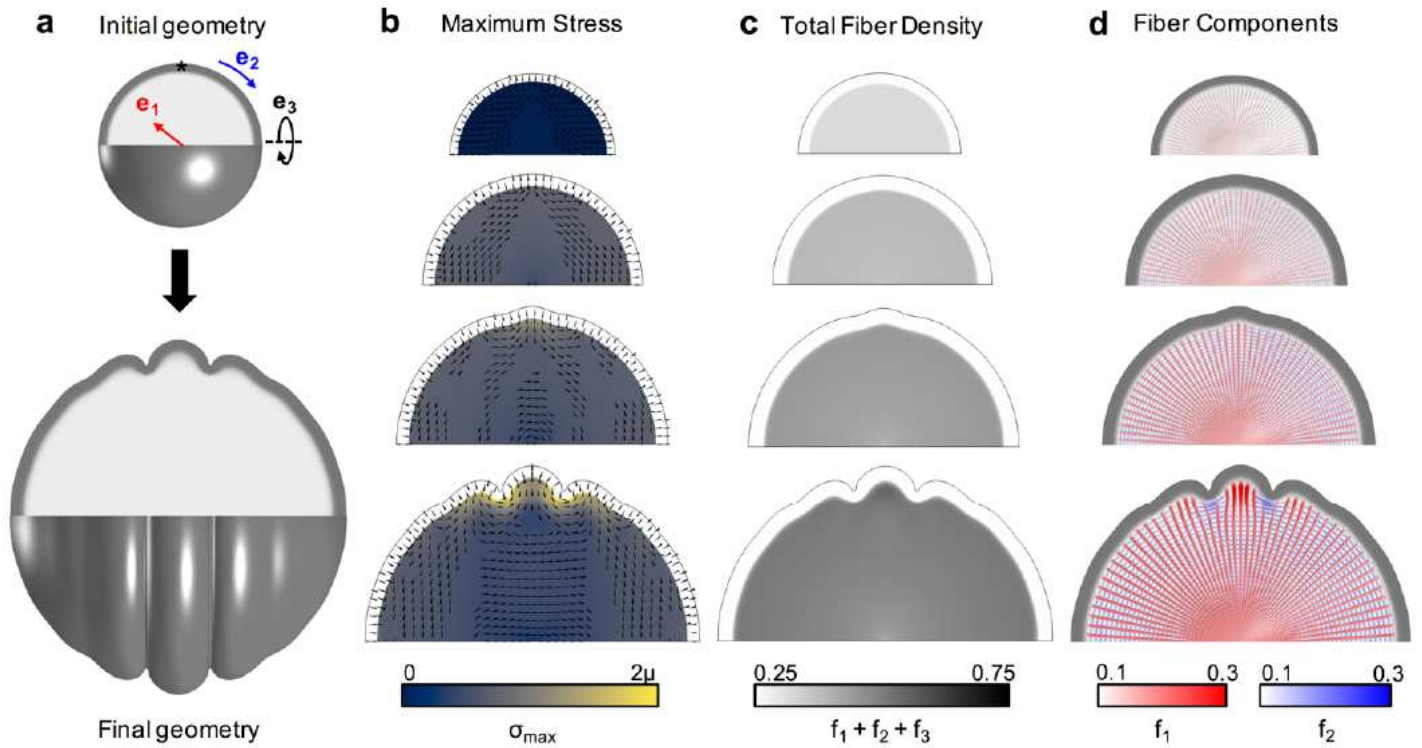 a Initial geometry
*
e₁
e₂
e₃
Final geometry
b Maximum Stress
0 2μ
σmax
c Total Fiber Density
0.25 0.75
f₁ + f₂ + f₃
d Fiber Components
0.1 0.3 0.1 0.3
f₁ f₂